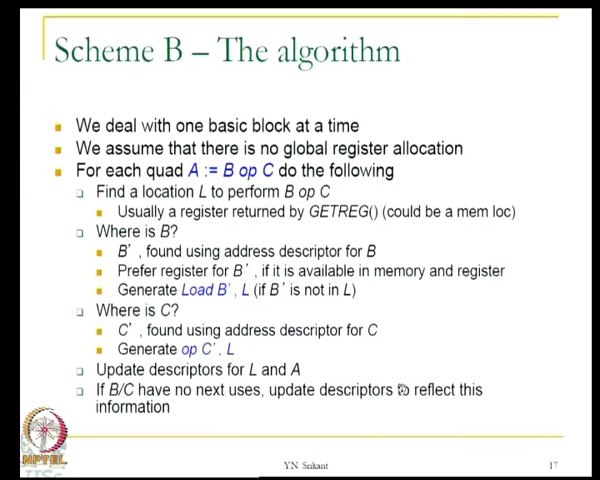 Scheme B – The algorithm
We deal with one basic block at a time
We assume that there is no global register allocation
For each quad A := B op C do the following
Find a location L to perform B op C
Usually a register returned by GETREG() (could be a mem loc)
Where is B?
B′ , found using address descriptor for B
Prefer register for B′ , if it is available in memory and register
Generate Load B′ , L (if B′ is not in L)
Where is C?
C′ , found using address descriptor for C
Generate op C′ , L
Update descriptors for L and A
If B/C have no next uses, update descriptors to reflect this
information
NPTEL
Y.N. Srikant
17